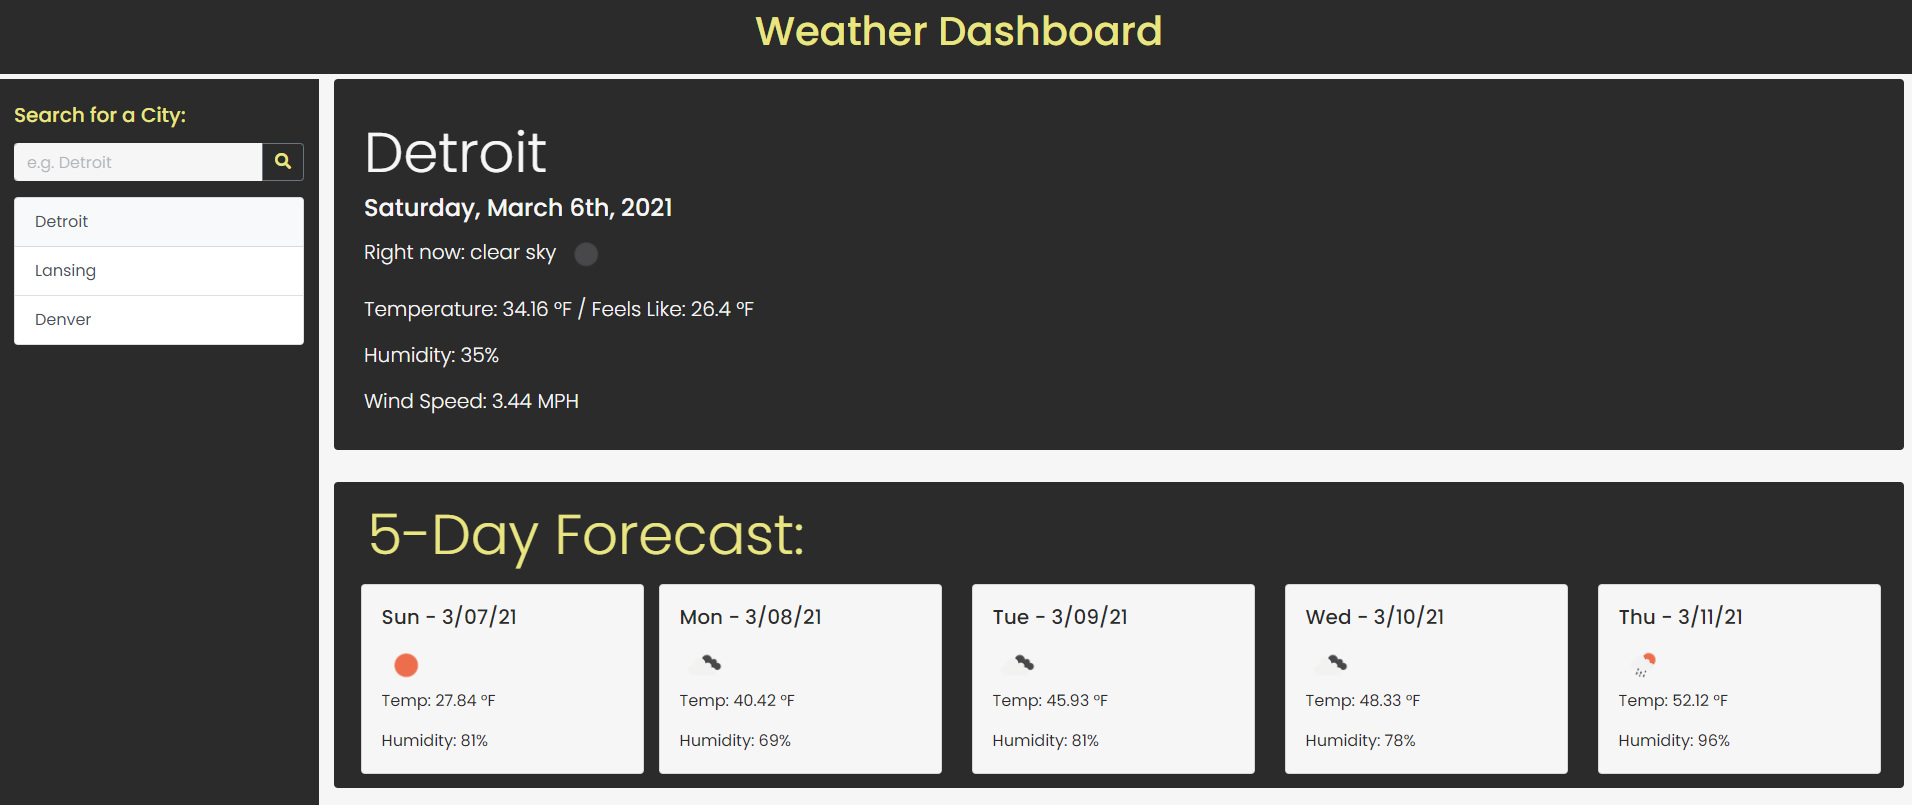 Weather Dashboard
Search for a City:
e.g. Detroit
Detroit
Lansing
Denver
Detroit
Saturday, March 6th, 2021
Right now: clear sky
Temperature: 34.16 °F / Feels Like: 26.4 °F
Humidity: 35%
Wind Speed: 3.44 MPH
5-Day Forecast:
Sun - 3/07/21
Temp: 27.84 °F
Humidity: 81%
Mon - 3/08/21
Temp: 40.42 °F
Humidity: 69%
Tue - 3/09/21
Temp: 45.93 °F
Humidity: 81%
Wed - 3/10/21
Temp: 48.33 °F
Humidity: 78%
Thu - 3/11/21
Temp: 52.12 °F
Humidity: 96%